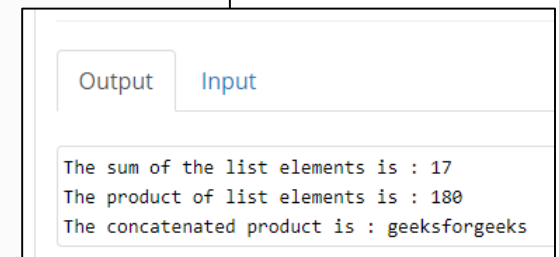 Output Input
The sum of the list elements is : 17
The product of list elements is : 180
The concatenated product is : geeksforgeeks